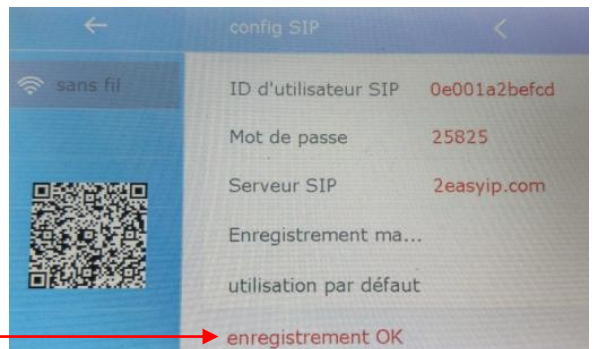 config SIP
sans fil
ID d'utilisateur SIP 0e001a2befcd
Mot de passe 25825
Serveur SIP 2easyip.com
Enregistrement ma...
utilisation par défaut
enregistrement OK